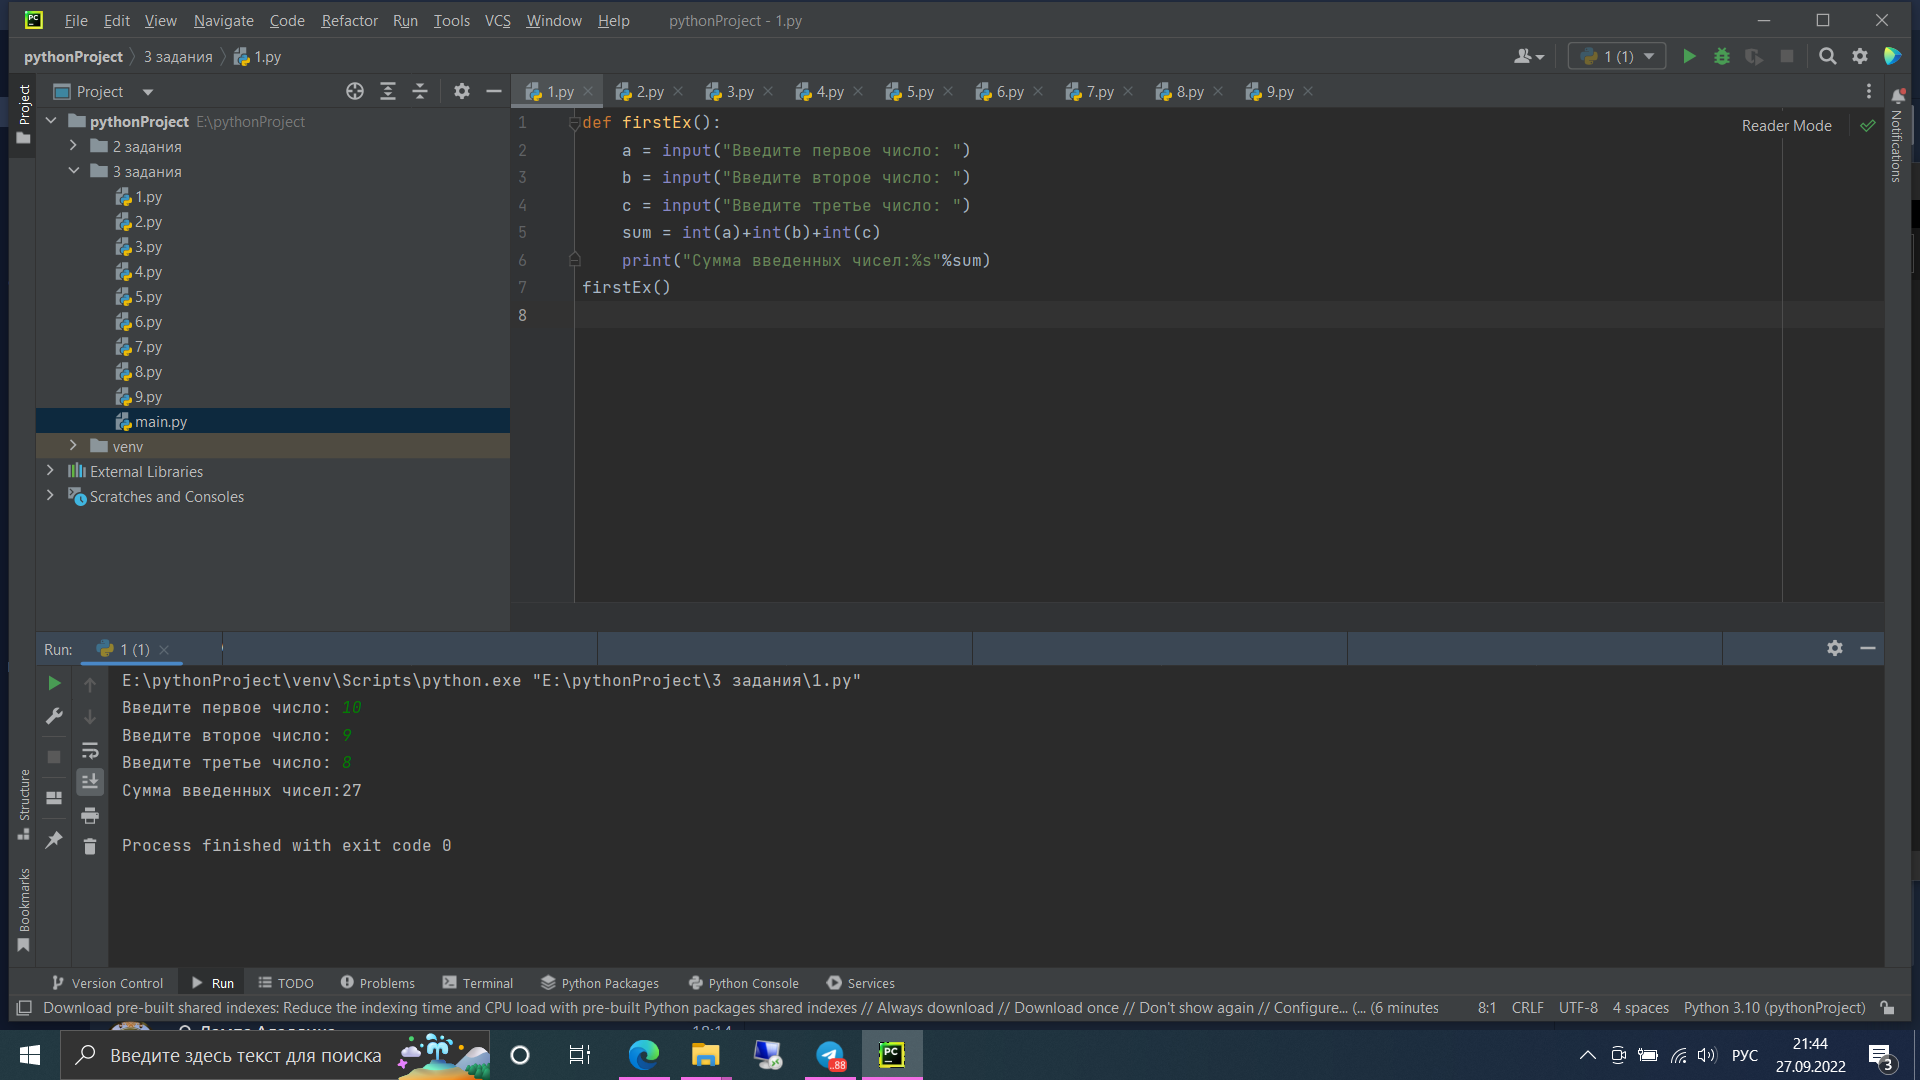 File Edit View Navigate Code Refactor Run Tools VCS Window Help pythonProject - 1.py
pythonProject 3 задания 1.py 1 (1)
Project
Project
1.py 2.py 3.py 4.py 5.py 6.py 7.py 8.py 9.py
Notifications
pythonProject E:\pythonProject
2 задания
3 задания
1.py
2.py
3.py
4.py
5.py
6.py
7.py
8.py
9.py
main.py
venv
External Libraries
Scratches and Consoles
Reader Mode
1 def firstEx():
2 a = input("Введите первое число: ")
3 b = input("Введите второе число: ")
4 c = input("Введите третье число: ")
5 sum = int(a)+int(b)+int(c)
6 print("Сумма введенных чисел:%s"%sum)
7 firstEx()
8
Run: 1 (1)
E:\pythonProject\venv\Scripts\python.exe "E:\pythonProject\3 задания\1.py"
Введите первое число: 10
Введите второе число: 9
Введите третье число: 8
Сумма введенных чисел:27
Process finished with exit code 0
Structure
Bookmarks
Version Control Run TODO Problems Terminal Python Packages Python Console Services
Download pre-built shared indexes: Reduce the indexing time and CPU load with pre-built Python packages shared indexes // Always download // Download once // Don't show again // Configure... (... (6 minutes 8:1 CRLF UTF-8 4 spaces Python 3.10 (pythonProject)
Введите здесь текст для поиска
PC
..88
РУС
21:44
27.09.2022
3